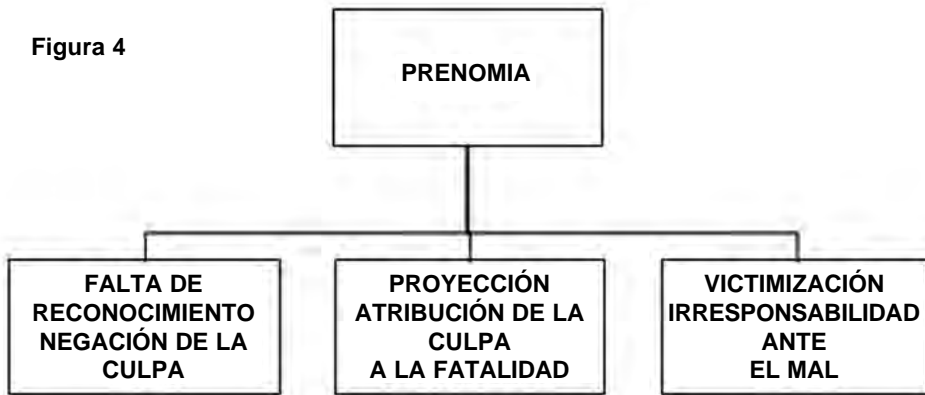 Figura 4
PRENOMIA
FALTA DE
RECONOCIMIENTO
NEGACIÓN DE LA
CULPA
PROYECCIÓN
ATRIBUCIÓN DE LA
CULPA
A LA FATALIDAD
VICTIMIZACIÓN
IRRESPONSABILIDAD
ANTE
EL MAL